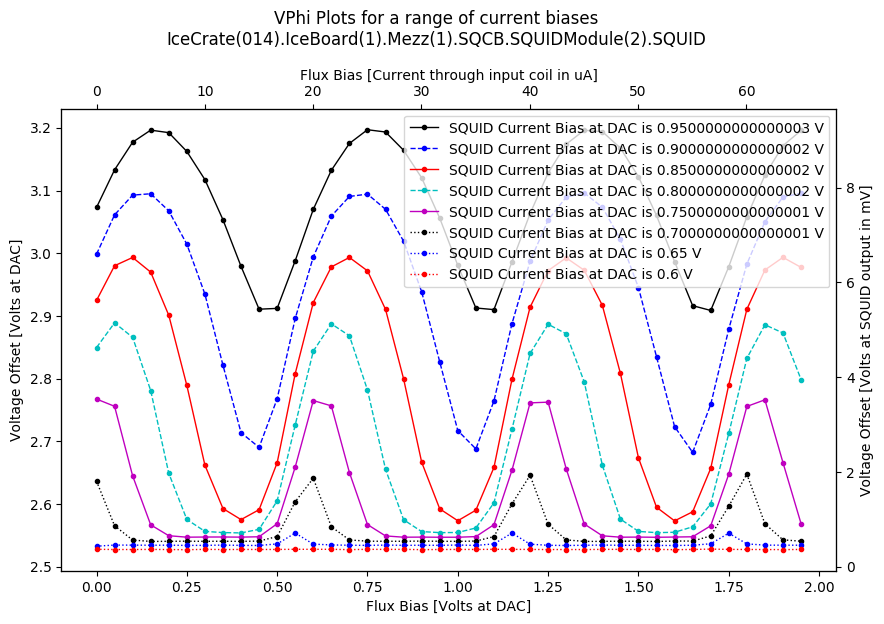 VPhi Plots for a range of current biases
IceCrate(014).IceBoard(1).Mezz(1).SQCB.SQUIDModule(2).SQUID
Flux Bias [Current through input coil in uA]
0 10 20 30 40 50 60
SQUID Current Bias at DAC is 0.9500000000000003 V
SQUID Current Bias at DAC is 0.9000000000000002 V
SQUID Current Bias at DAC is 0.8500000000000002 V
SQUID Current Bias at DAC is 0.8000000000000002 V
SQUID Current Bias at DAC is 0.7500000000000001 V
SQUID Current Bias at DAC is 0.7000000000000001 V
SQUID Current Bias at DAC is 0.65 V
SQUID Current Bias at DAC is 0.6 V
Voltage Offset [Volts at DAC]
3.2
3.1
3.0
2.9
2.8
2.7
2.6
2.5
Voltage Offset [Volts at SQUID output in mV]
8
6
4
2
0
0.00 0.25 0.50 0.75 1.00 1.25 1.50 1.75 2.00
Flux Bias [Volts at DAC]